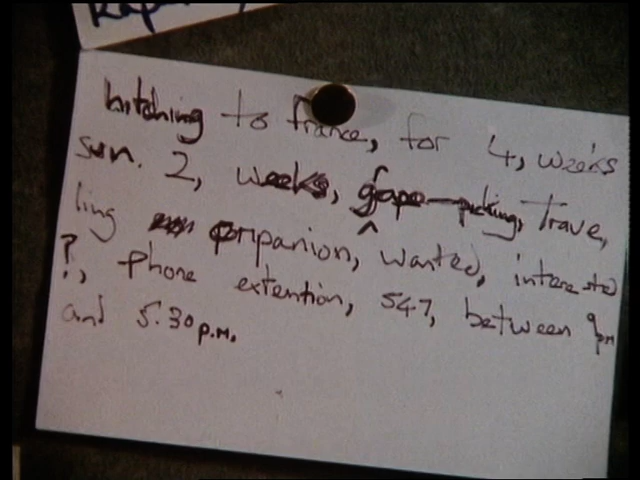 hitching to france, for 4, weeks
sun. 2, weeks, grape-picking, Trave,
ling companion, wanted, interested
?, phone extention, 547, between 9pm
and 5.30p.m.